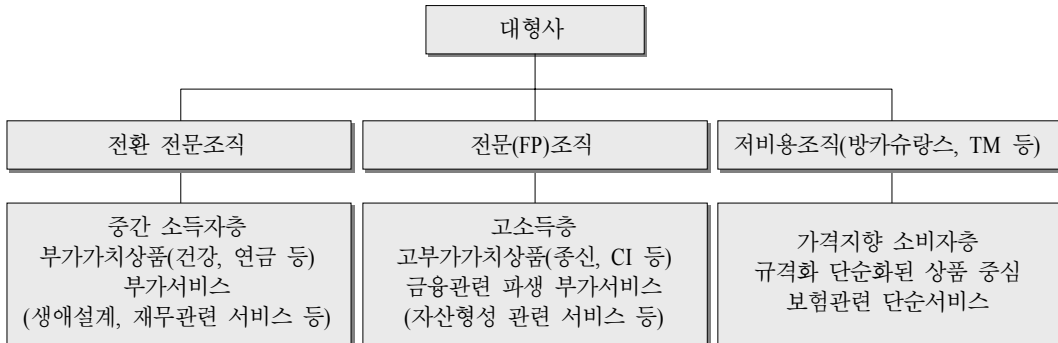 대형사
전환 전문조직
전문(FP)조직
저비용조직(방카슈랑스, TM 등)
중간 소득자층
부가가치상품(건강, 연금 등)
부가서비스
(생애설계, 재무관련 서비스 등)
고소득층
고부가가치상품(종신, CI 등)
금융관련 파생 부가서비스
(자산형성 관련 서비스 등)
가격지향 소비자층
규격화 단순화된 상품 중심
보험관련 단순서비스